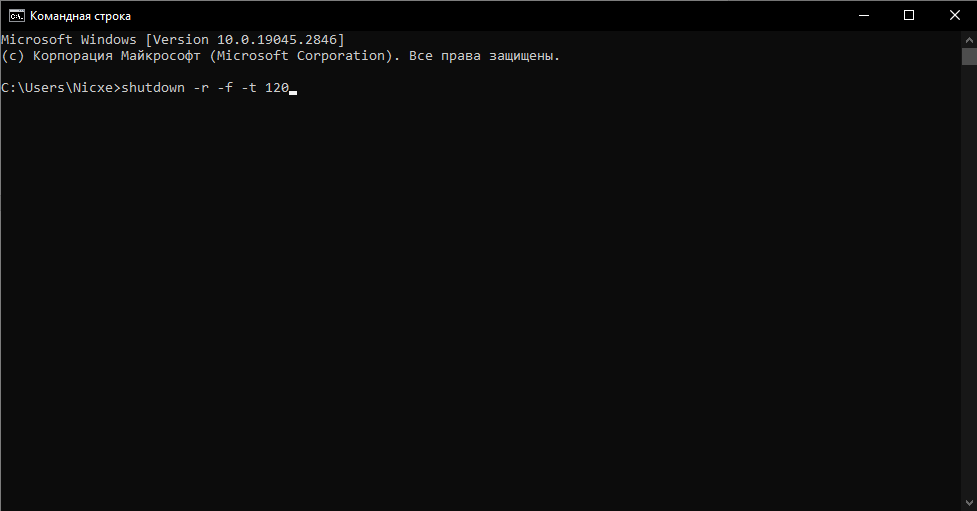 Командная строка
Microsoft Windows [Version 10.0.19045.2846]
(c) Корпорация Майкрософт (Microsoft Corporation). Все права защищены.
C:\Users\Nicxe>shutdown -r -f -t 120